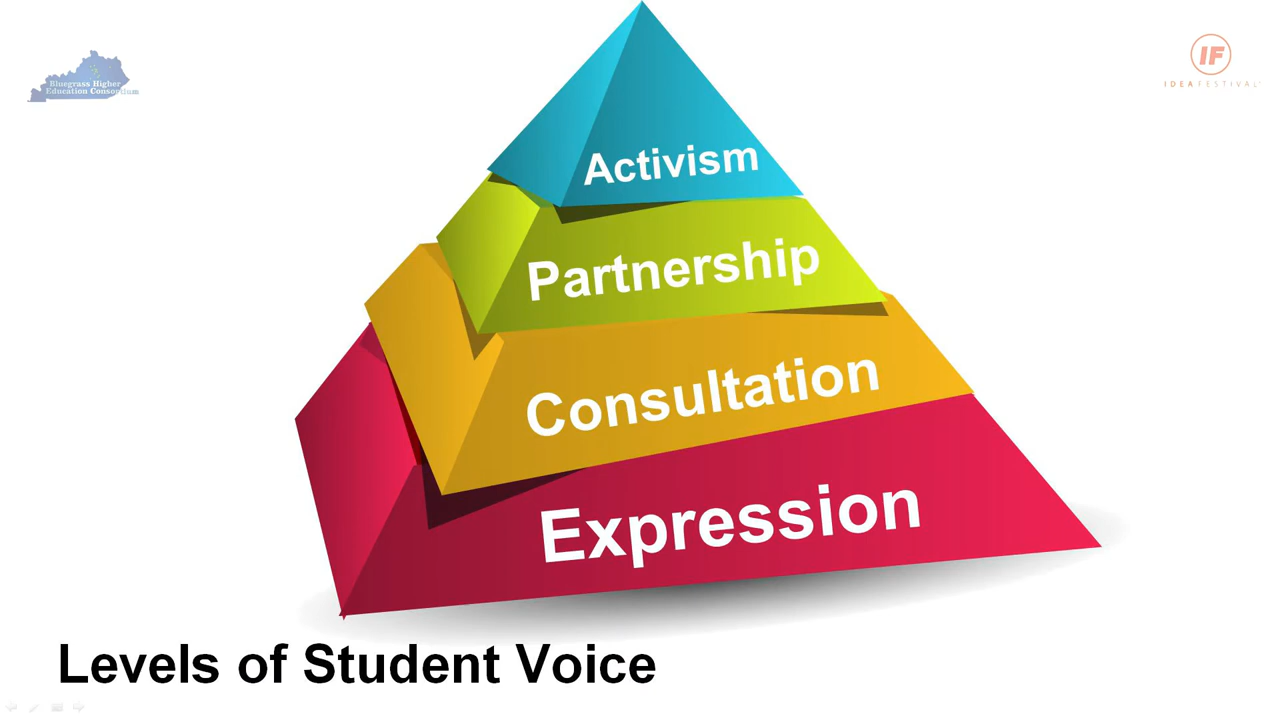 Bluegrass Higher
Education Consortium
IF
IDEAFESTIVAL
Activism
Partnership
Consultation
Expression
Levels of Student Voice